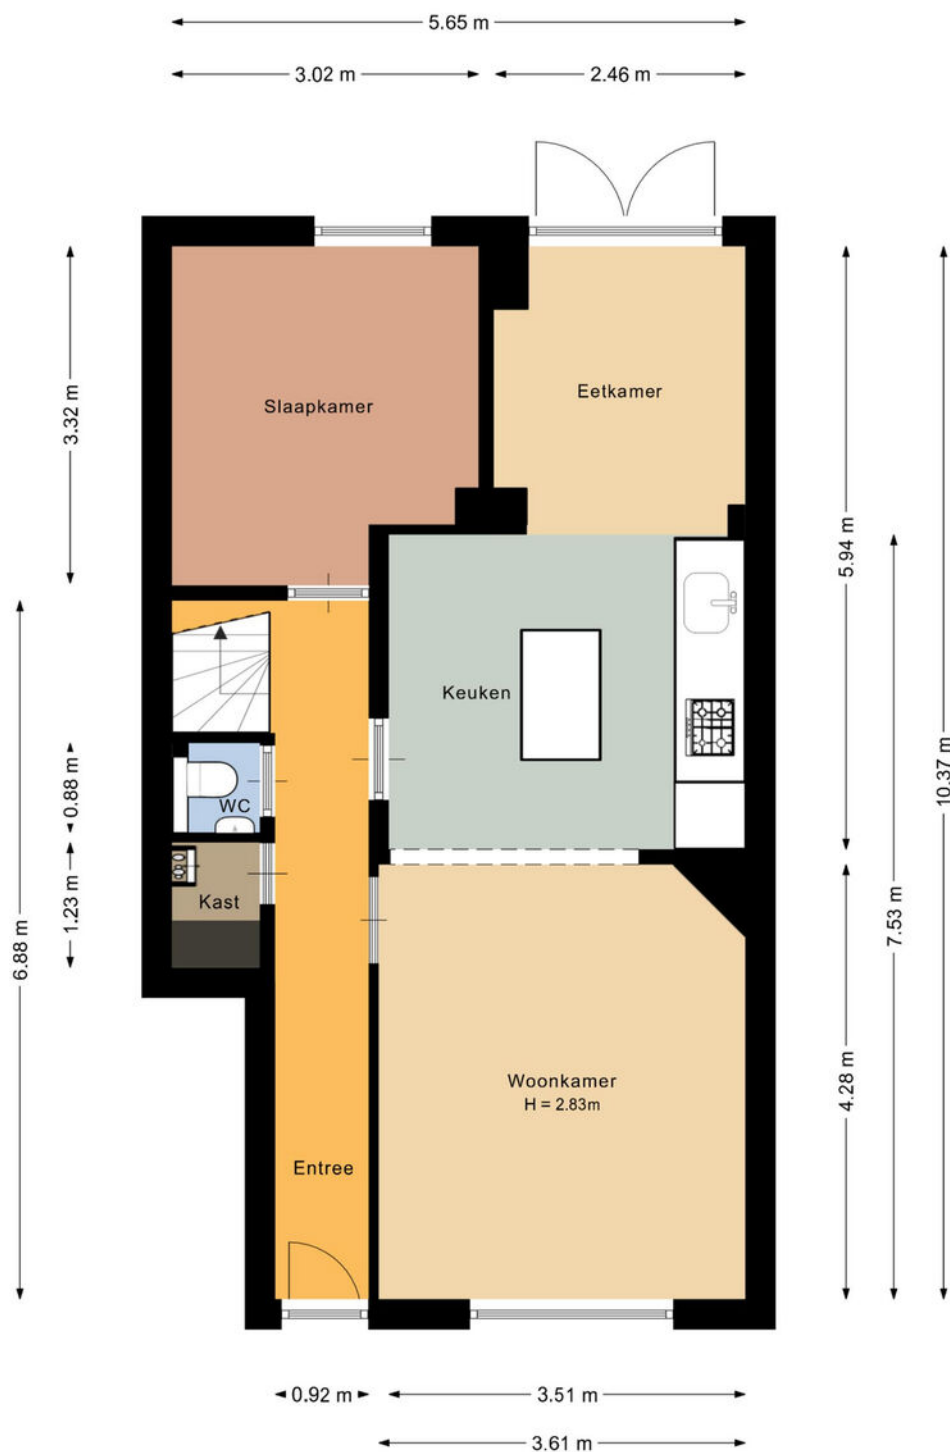 5.65 m
3.02 m
2.46 m
3.32 m
Slaapkamer
Eetkamer
5.94 m
Keuken
0.88 m
WC
10.37 m
1.23 m
Kast
6.88 m
7.53 m
4.28 m
Woonkamer
H = 2.83m
Entree
0.92 m
3.51 m
3.61 m